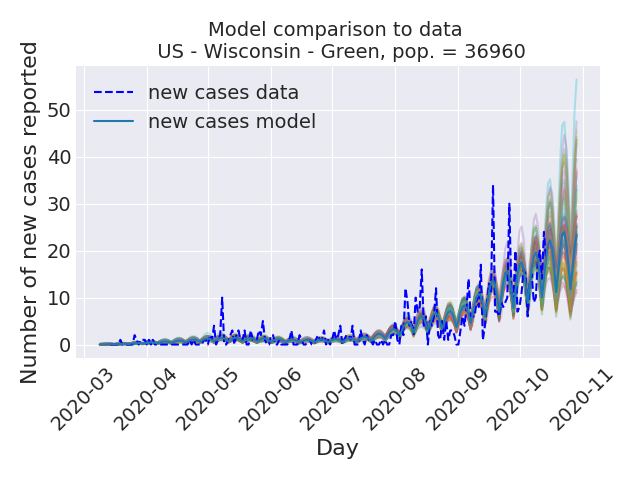 Model comparison to data
US - Wisconsin - Green, pop. = 36960
Number of new cases reported
50
40
30
20
10
0
new cases data
new cases model
2020-03
2020-04
2020-05
2020-06
2020-07
2020-08
2020-09
2020-10
2020-11
Day